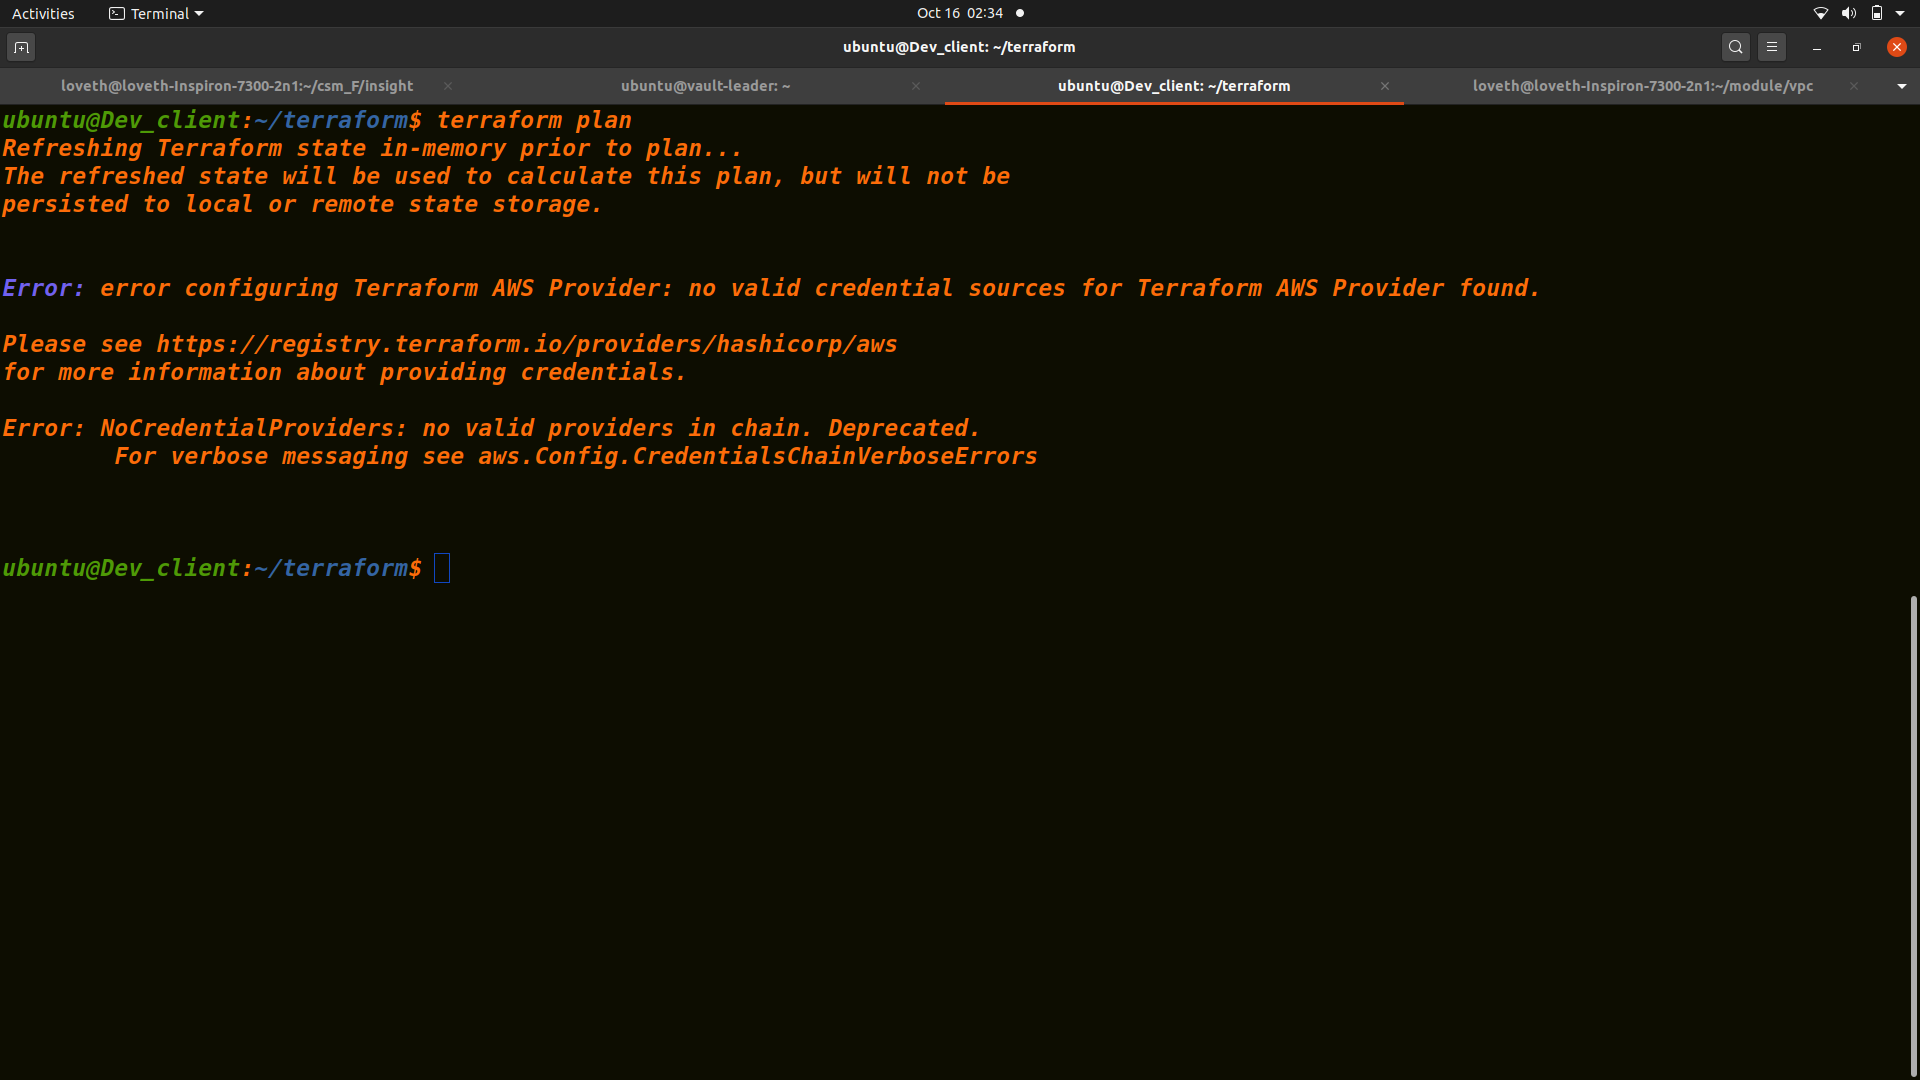 Activities
Terminal
Oct 16 02:34
ubuntu@Dev_client: ~/terraform
loveth@loveth-Inspiron-7300-2n1:~/csm_F/insight
ubuntu@vault-leader: ~
ubuntu@Dev_client: ~/terraform
loveth@loveth-Inspiron-7300-2n1:~/module/vpc
ubuntu@Dev_client:~/terraform$ terraform plan
Refreshing Terraform state in-memory prior to plan...
The refreshed state will be used to calculate this plan, but will not be
persisted to local or remote state storage.
Error: error configuring Terraform AWS Provider: no valid credential sources for Terraform AWS Provider found.
Please see https://registry.terraform.io/providers/hashicorp/aws
for more information about providing credentials.
Error: NoCredentialProviders: no valid providers in chain. Deprecated.
For verbose messaging see aws.Config.CredentialsChainVerboseErrors
ubuntu@Dev_client:~/terraform$